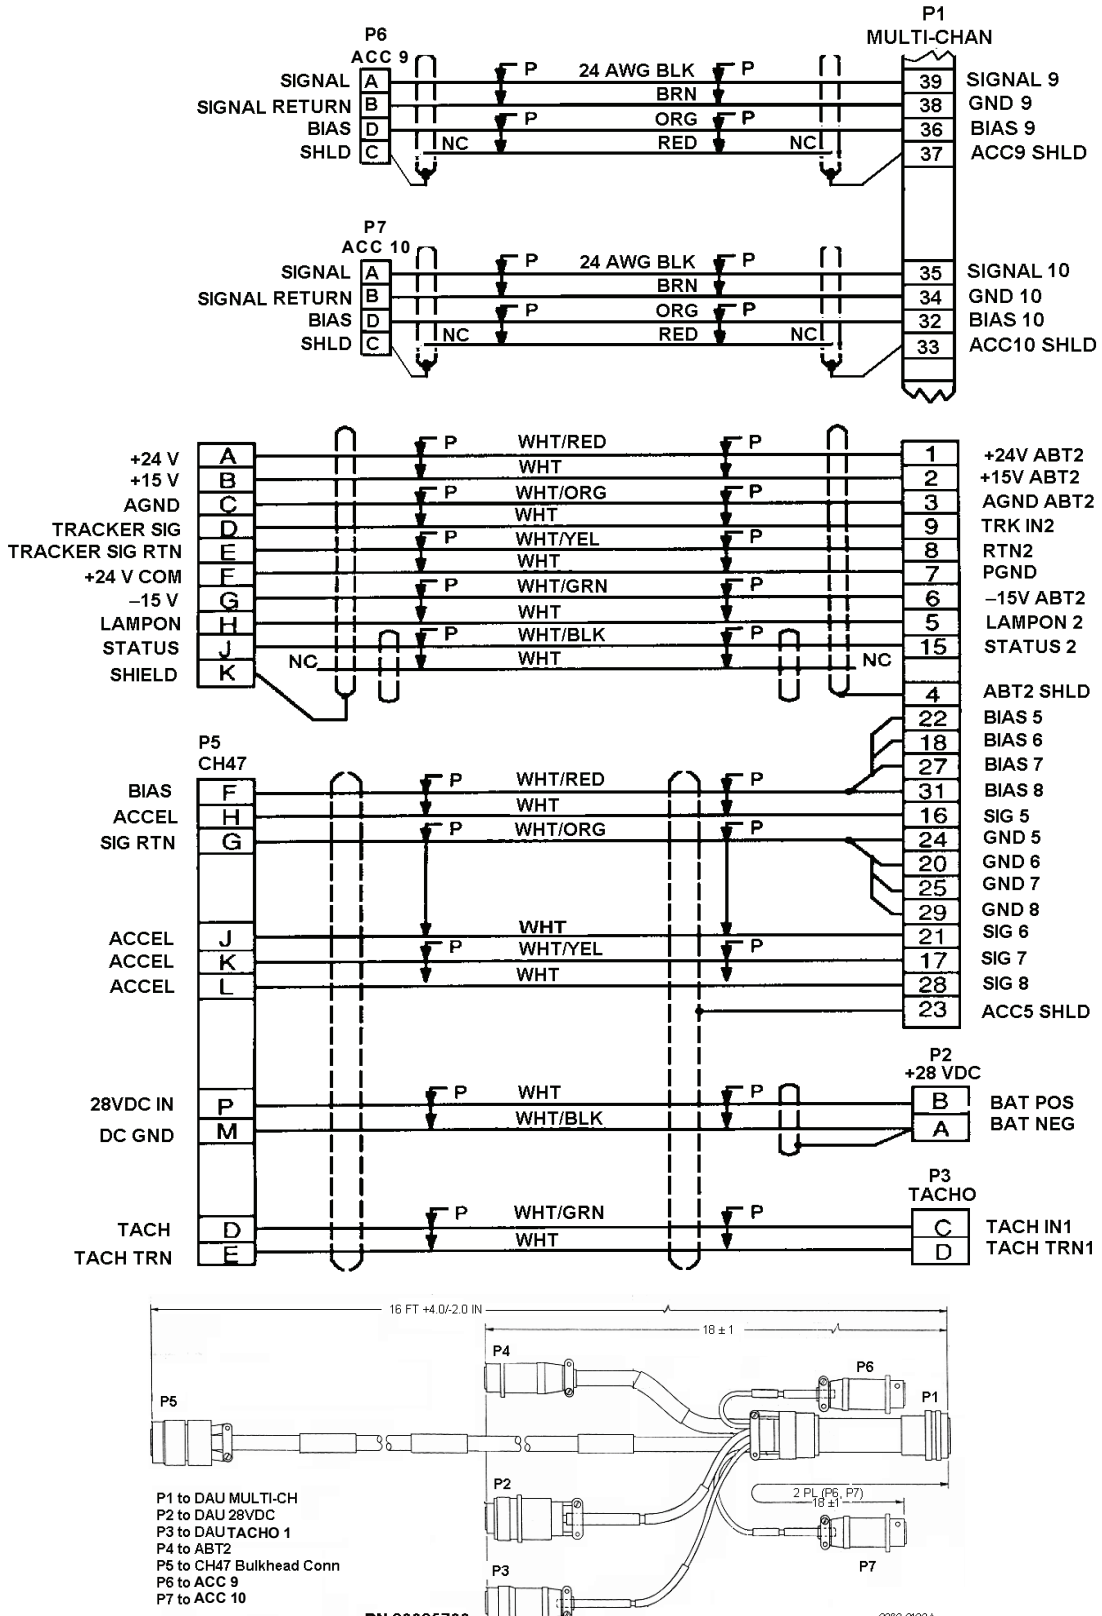 P1
MULTI-CHAN
P6
ACC 9
SIGNAL A P 24 AWG BLK P 39 SIGNAL 9
SIGNAL RETURN B BRN 38 GND 9
BIAS D P ORG P 36 BIAS 9
SHLD C NC RED NC 37 ACC9 SHLD
P7
ACC 10
SIGNAL A P 24 AWG BLK P 35 SIGNAL 10
SIGNAL RETURN B BRN 34 GND 10
BIAS D P ORG P 32 BIAS 10
SHLD C NC RED NC 33 ACC10 SHLD
+24 V A P WHT/RED P 1 +24V ABT2
+15 V B WHT 2 +15V ABT2
AGND C P WHT/ORG P 3 AGND ABT2
TRACKER SIG D WHT 9 TRK IN2
TRACKER SIG RTN E P WHT/YEL P 8 RTN2
+24 V COM F WHT 7 PGND
–15 V G P WHT/GRN P 6 –15V ABT2
LAMPON H WHT 5 LAMPON 2
STATUS J P WHT/BLK P 15 STATUS 2
SHIELD K NC WHT NC
4 ABT2 SHLD
22 BIAS 5
18 BIAS 6
27 BIAS 7
P5
CH47
BIAS F P WHT/RED P 31 BIAS 8
ACCEL H WHT 16 SIG 5
SIG RTN G P WHT/ORG P 24 GND 5
20 GND 6
25 GND 7
29 GND 8
ACCEL J WHT 21 SIG 6
ACCEL K P WHT/YEL P 17 SIG 7
ACCEL L WHT 28 SIG 8
23 ACC5 SHLD
P2
+28 VDC
28VDC IN P P WHT P B BAT POS
DC GND M WHT/BLK A BAT NEG
P3
TACHO
TACH D P WHT/GRN P C TACH IN1
TACH TRN E WHT D TACH TRN1
16 FT +4.0/-2.0 IN
18 ± 1
P4
P6
P5
P1
P2
2 PL (P6, P7)
18 ±1
P3
P7
P1 to DAU MULTI-CH
P2 to DAU 28VDC
P3 to DAU TACHO 1
P4 to ABT2
P5 to CH47 Bulkhead Conn
P6 to ACC 9
P7 to ACC 10